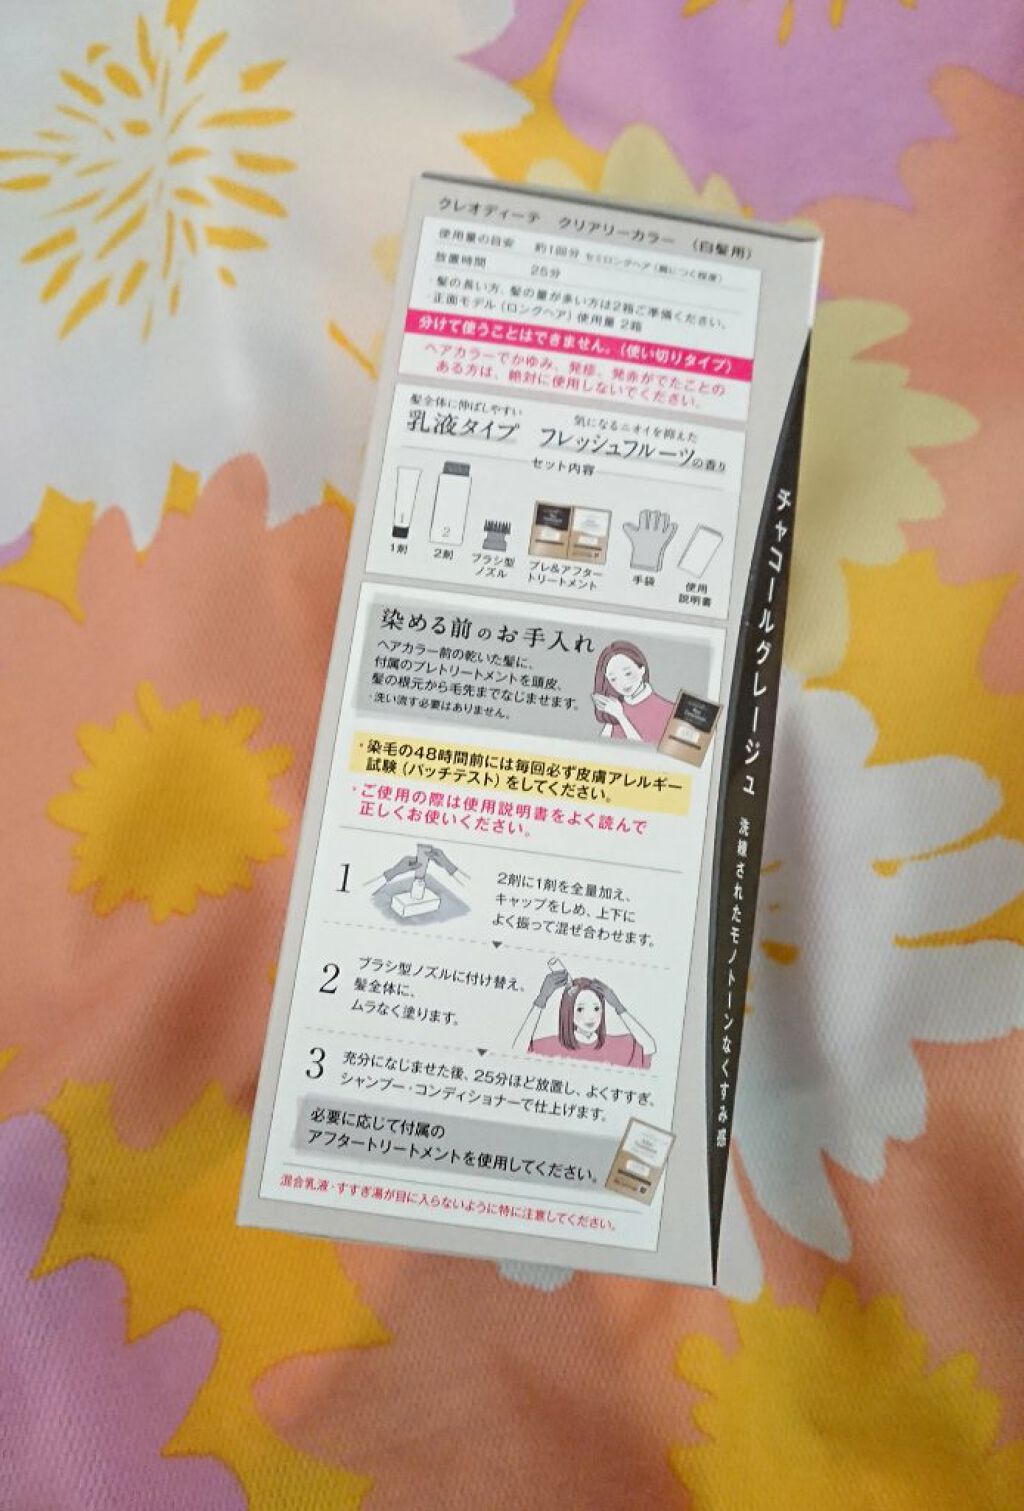 クレオディーテ クリアリーカラー (白髪用)
使用量の目安 約1回分 セミロングヘア(肩につく程度)
放置時間 25分
・髪の長い方、髪の量が多い方は2箱ご準備ください。
・正面モデル(ロングヘア)使用量 2箱
分けて使うことはできません。(使い切りタイプ)
ヘアカラーでかゆみ、発疹、発赤がでたことの
ある方は、絶対に使用しないでください。
髪全体に伸ばしやすい
乳液タイプ
気になるニオイを抑えた
フレッシュフルーツの香り
セット内容
1
2
1剤
2剤
ブラシ型
ノズル
プレ&アフター
トリートメント
手袋
使用
説明書
染める前のお手入れ
ヘアカラー前の乾いた髪に、
付属のプレトリートメントを頭皮、
髪の根元から毛先までなじませます。
・洗い流す必要はありません。
・染毛の48時間前には毎回必ず皮膚アレルギー
試験(パッチテスト)をしてください。
・ご使用の際は使用説明書をよく読んで
正しくお使いください。
1
2剤に1剤を全量加え、
キャップをしめ、上下に
よく振って混ぜ合わせます。
2
ブラシ型ノズルに付け替え、
髪全体に、
ムラなく塗ります。
3
充分になじませた後、25分ほど放置し、よくすすぎ、
シャンプー・コンディショナーで仕上げます。
必要に応じて付属の
アフタートリートメントを使用してください。
混合乳液・すすぎ湯が目に入らないように特に注意してください。
チャコールグレージュ 洗練されたモノトーンなくすみ感